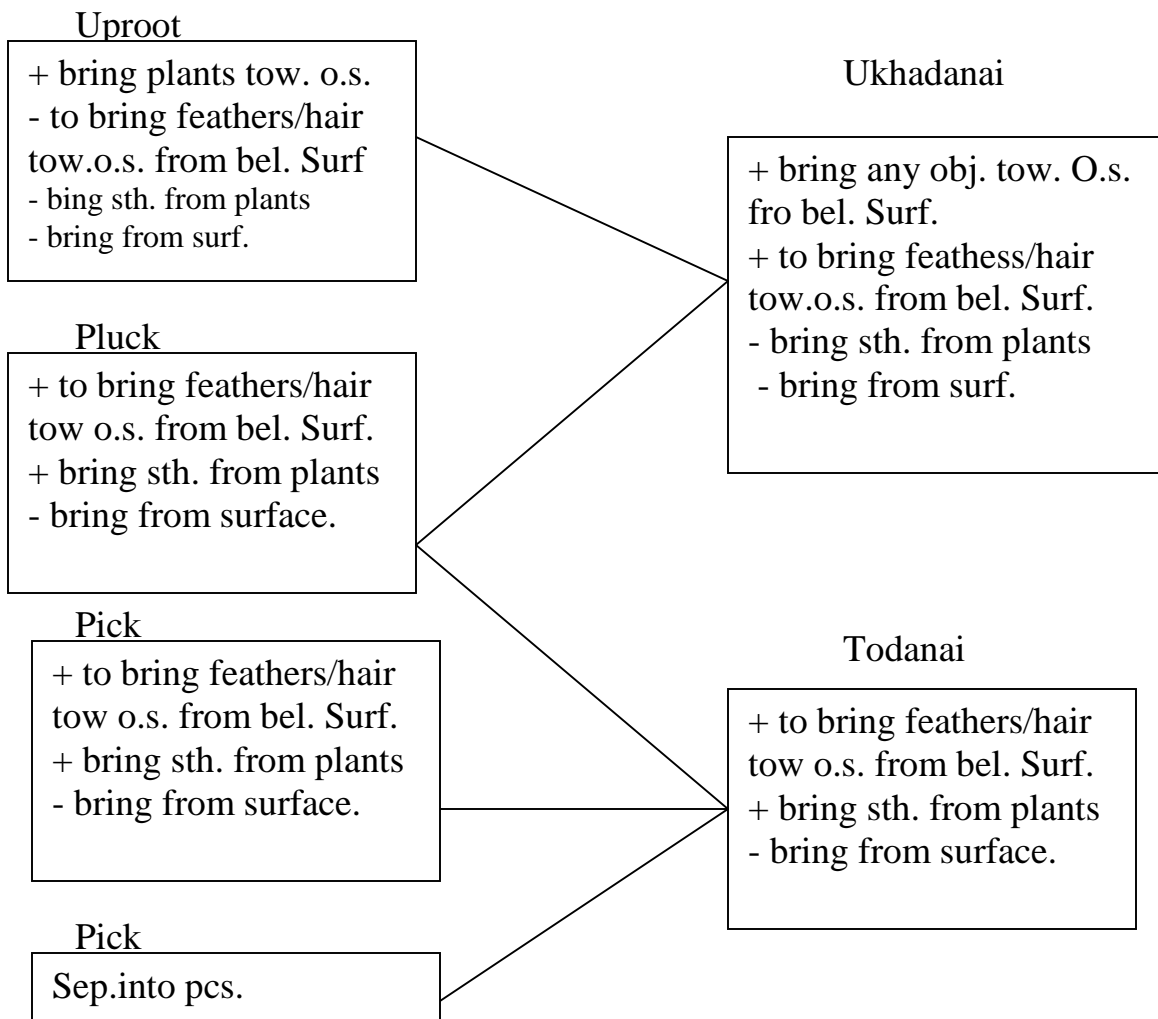 Uproot
+ bring plants tow. o.s.
- to bring feathers/hair
tow.o.s. from bel. Surf
- bing sth. from plants
- bring from surf.
Pluck
+ to bring feathers/hair
tow o.s. from bel. Surf.
+ bring sth. from plants
- bring from surface.
Pick
+ to bring feathers/hair
tow o.s. from bel. Surf.
+ bring sth. from plants
- bring from surface.
Pick
Sep.into pcs.
Ukhadanai
+ bring any obj. tow. O.s.
fro bel. Surf.
+ to bring feathess/hair
tow.o.s. from bel. Surf.
- bring sth. from plants
- bring from surf.
Todanai
+ to bring feathers/hair
tow o.s. from bel. Surf.
+ bring sth. from plants
- bring from surface.